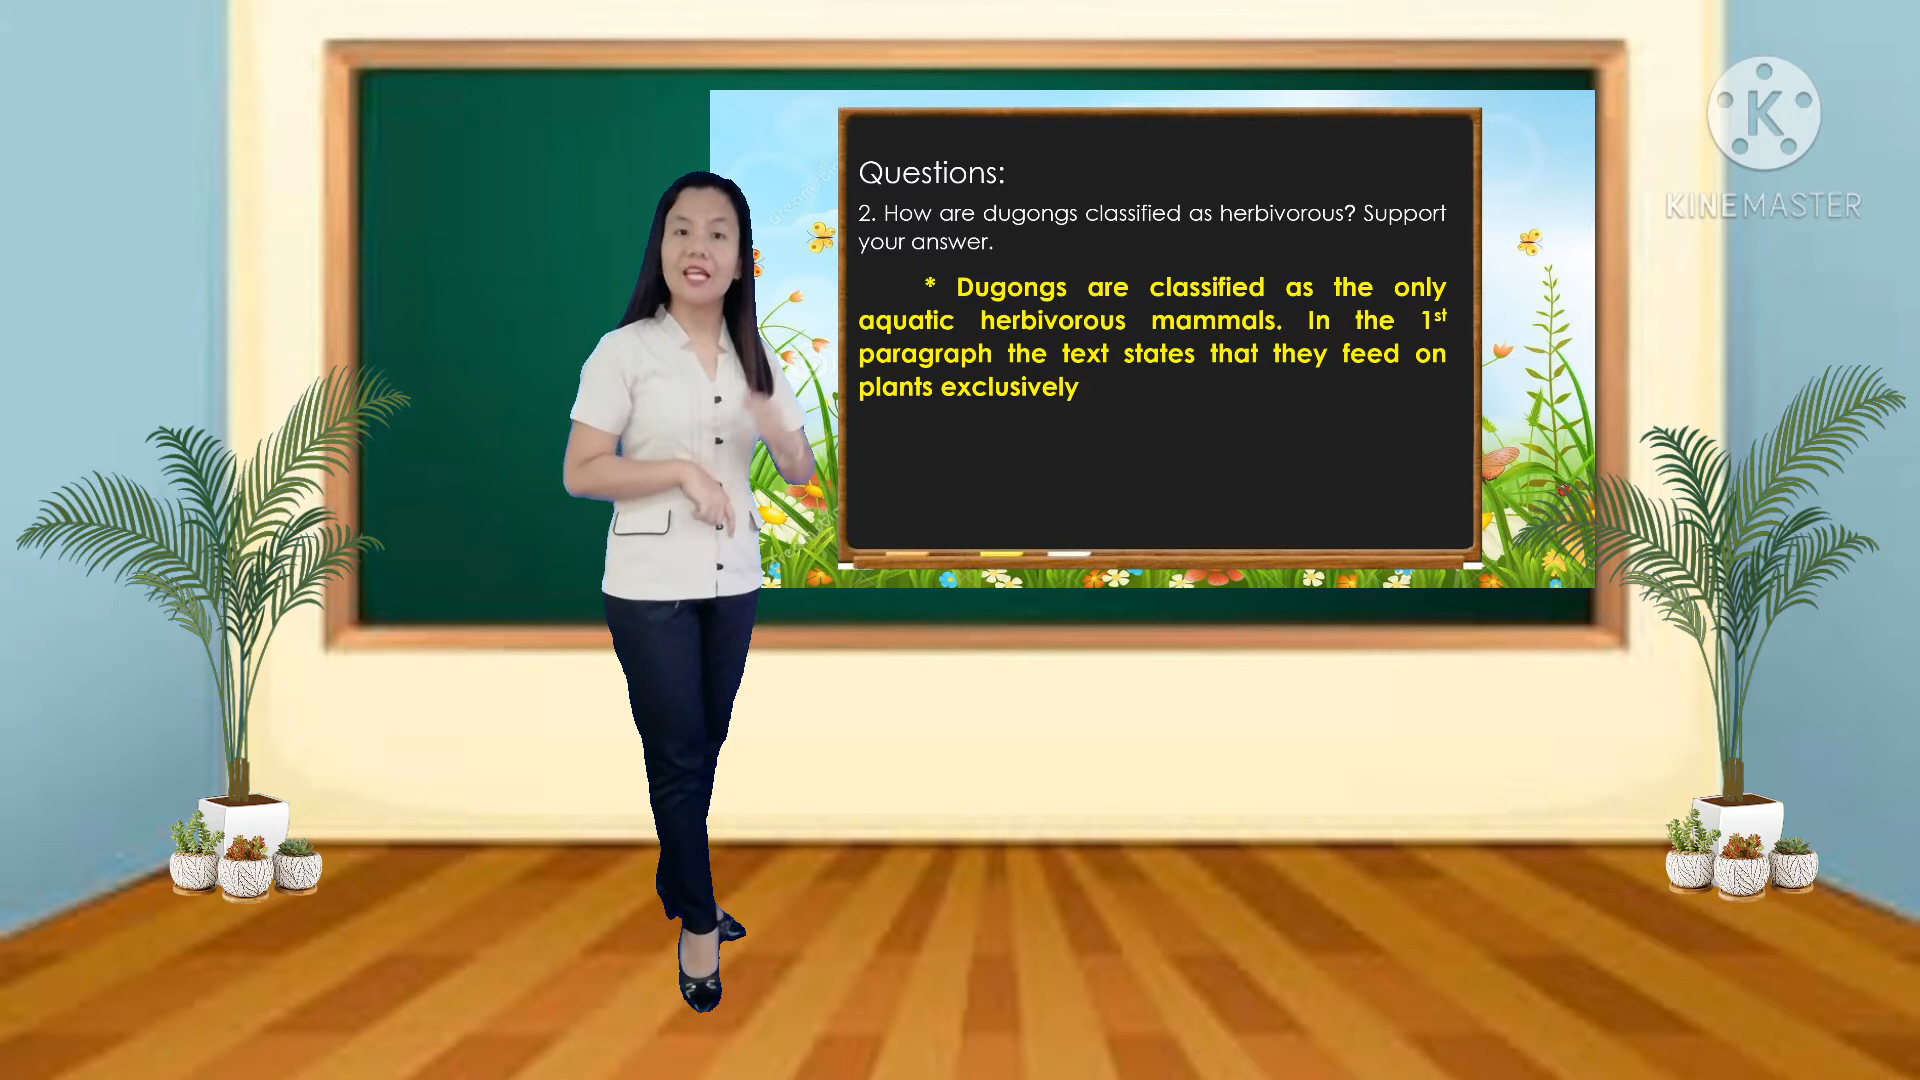 Questions:
2. How are dugongs classified as herbivorous? Support
your answer.
* Dugongs are classified as the only
aquatic herbivorous mammals. In the 1st
paragraph the text states that they feed on
plants exclusively
K
KINEMASTER